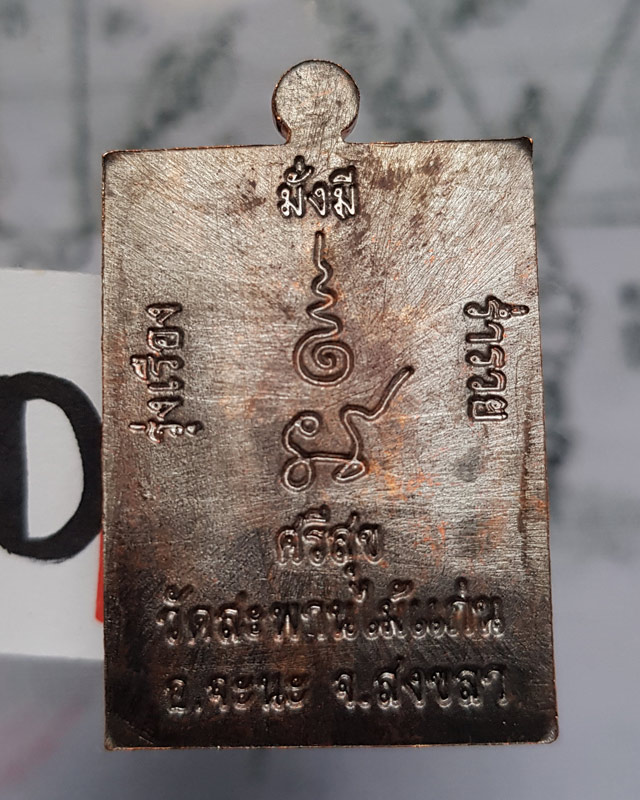 มั่งมี
รุ่งเรือง
ร่ำรวย
ศรีสุข
วัดสะพานไม้แก่น
อ.จะนะ จ.สงขลา